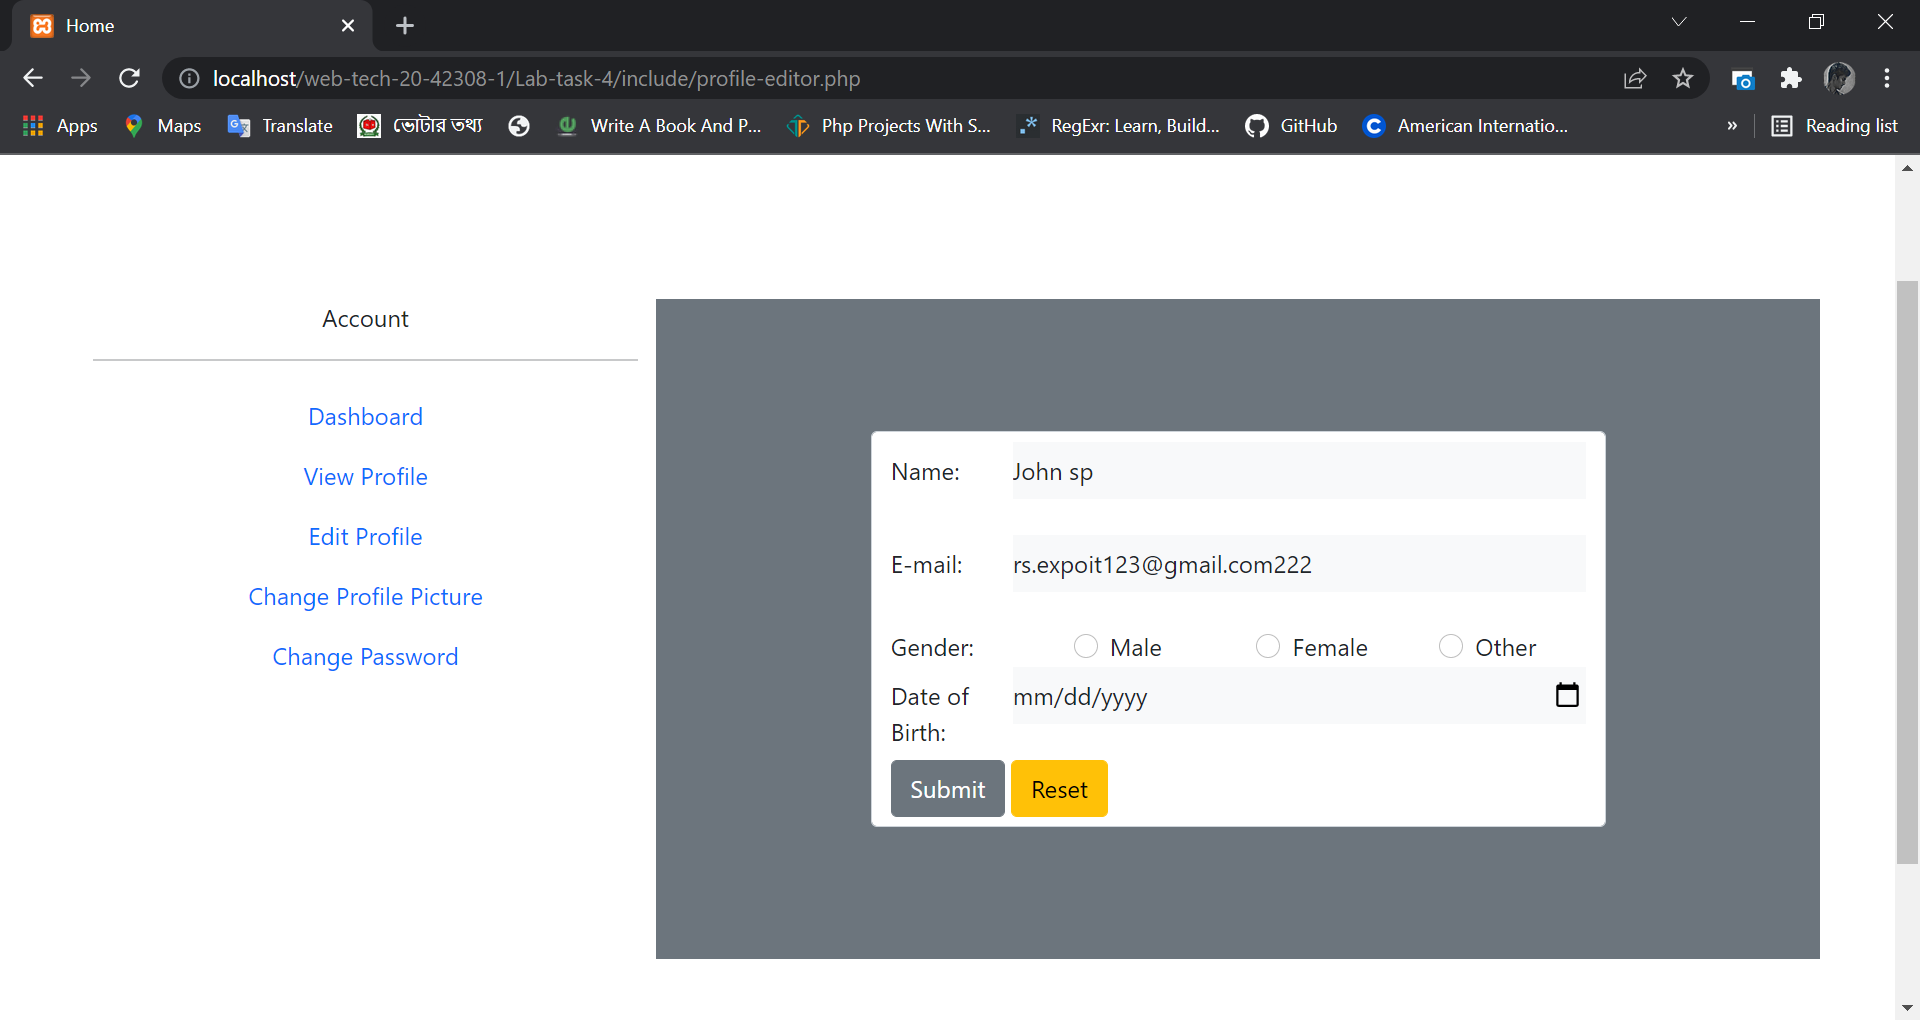 Home
localhost/web-tech-20-42308-1/Lab-task-4/include/profile-editor.php
Apps Maps Translate ভোটার তথ্য Write A Book And P... Php Projects With S... RegExr: Learn, Build... GitHub American Internatio... » Reading list
Account
Dashboard
View Profile
Edit Profile
Change Profile Picture
Change Password
Name: John sp
E-mail: rs.expoit123@gmail.com222
Gender: Male Female Other
Date of mm/dd/yyyy
Birth:
Submit Reset